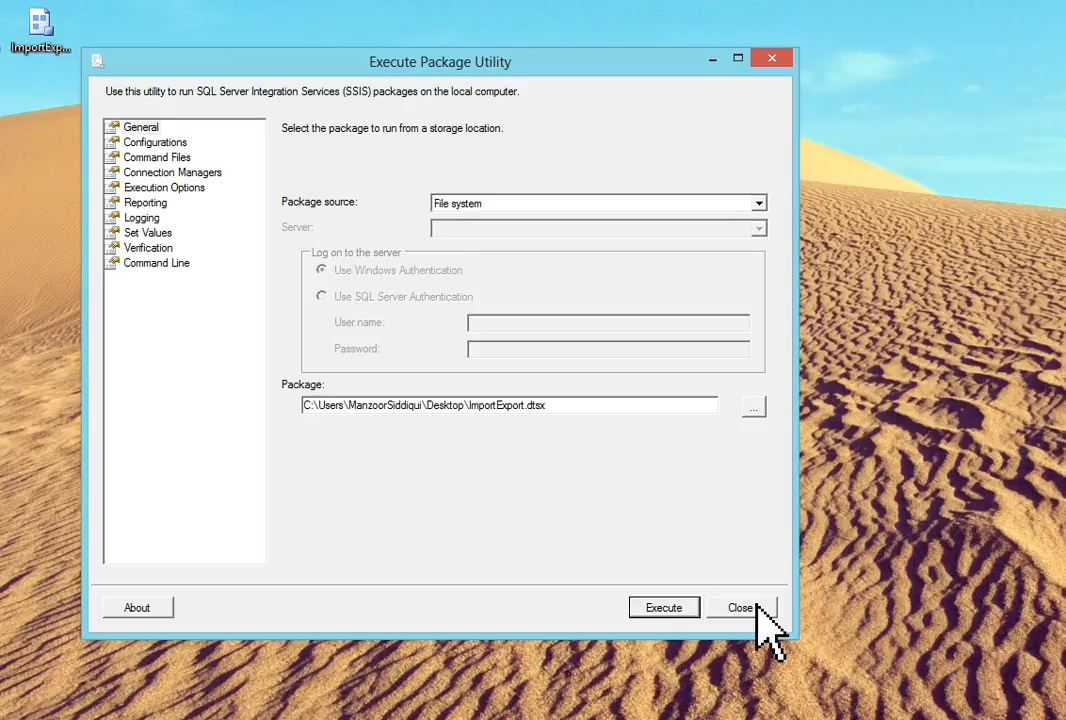 ImportExp...
Execute Package Utility
Use this utility to run SQL Server Integration Services (SSIS) packages on the local computer.
General
Configurations
Command Files
Connection Managers
Execution Options
Reporting
Logging
Set Values
Verification
Command Line
Select the package to run from a storage location.
Package source:
File system
Server:
Log on to the server
Use Windows Authentication
Use SQL Server Authentication
User name:
Password:
Package:
C:\Users\ManzoorSiddiqui\Desktop\ImportExport.dtsx
...
About
Execute
Close